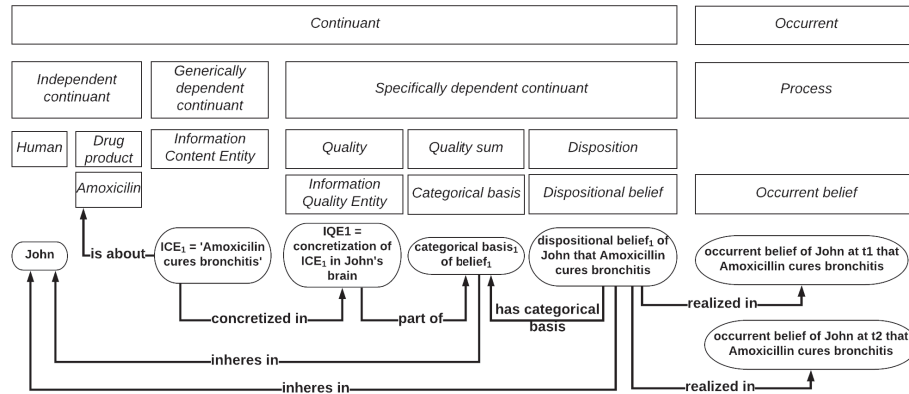 Continuant
Occurrent
Independent
continuant
Generically
dependent
continuant
Specifically dependent continuant
Process
Human
Drug
product
Information
Content Entity
Quality
Quality sum
Disposition
Amoxicilin
Information
Quality Entity
Categorical basis
Dispositional belief
Occurrent belief
John
is about
ICE₁ = 'Amoxicilin
cures bronchitis'
IQE1 =
concretization of
ICE₁ in John's
brain
categorical basis₁
of belief₁
dispositional belief₁ of
John that Amoxicillin
cures bronchitis
occurrent belief of John at t1 that
Amoxicillin cures bronchitis
concretized in
part of
has categorical
basis
realized in
occurrent belief of John at t2 that
Amoxicillin cures bronchitis
inheres in
inheres in
realized in